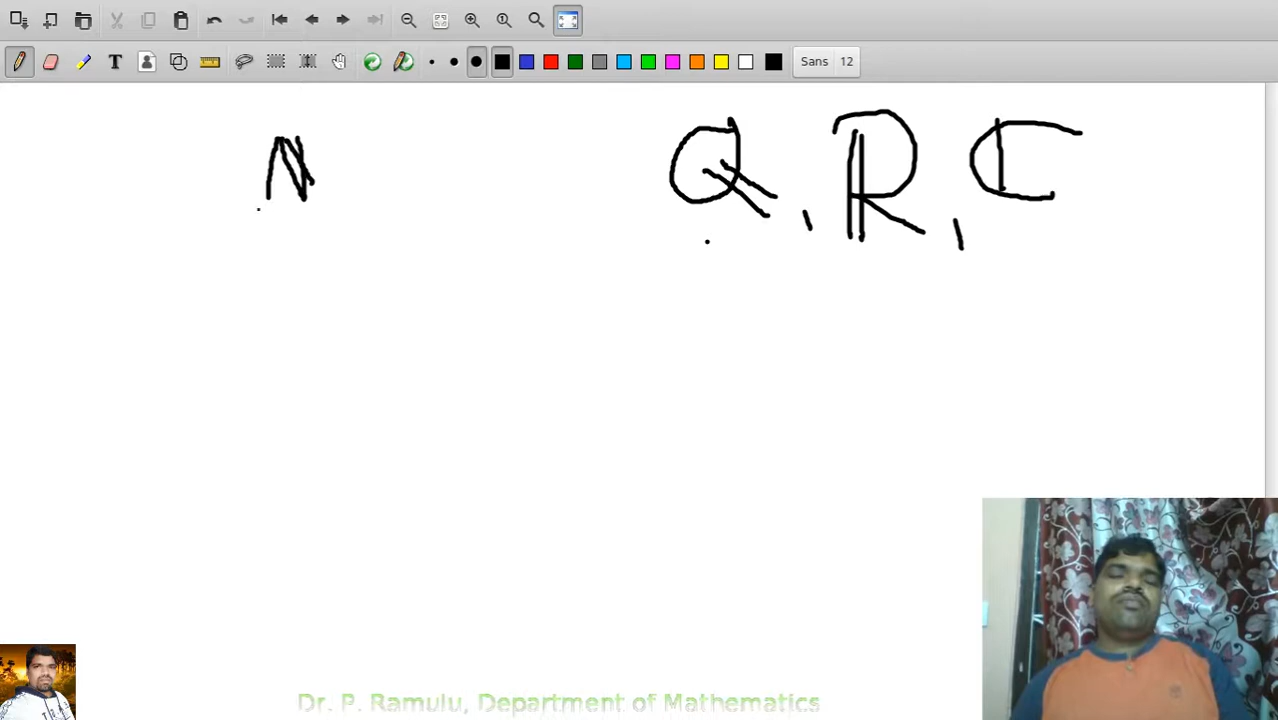 Sans 12
ℕ ℚ, ℝ, ℂ
Dr. P. Ramulu, Department of Mathematics